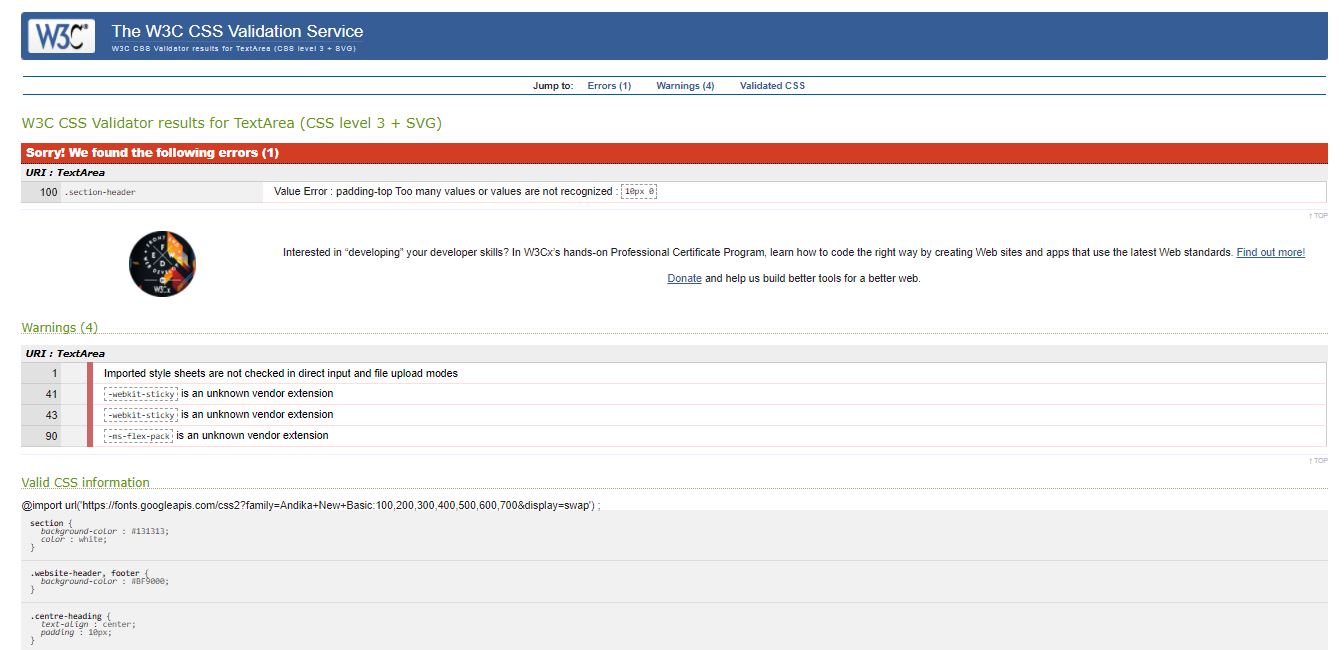 W3C®
The W3C CSS Validation Service
W3C CSS Validator results for TextArea (CSS level 3 + SVG)
Jump to: Errors (1) Warnings (4) Validated CSS
W3C CSS Validator results for TextArea (CSS level 3 + SVG)
Sorry! We found the following errors (1)
URI : TextArea
100 .section-header Value Error : padding-top Too many values or values are not recognized : 10px 0
↑ TOP
FRONT
F
E W D
W3Cx
Interested in “developing” your developer skills? In W3Cx’s hands-on Professional Certificate Program, learn how to code the right way by creating Web sites and apps that use the latest Web standards. Find out more!
Donate and help us build better tools for a better web.
Warnings (4)
URI : TextArea
1 Imported style sheets are not checked in direct input and file upload modes
41 -webkit-sticky is an unknown vendor extension
43 -webkit-sticky is an unknown vendor extension
90 -ms-flex-pack is an unknown vendor extension
↑ TOP
Valid CSS information
@import url('https://fonts.googleapis.com/css2?family=Andika+New+Basic:100,200,300,400,500,600,700&display=swap') ;
section {
background-color : #131313;
color : white;
}
.website-header, footer {
background-color : #BF9000;
}
.centre-heading {
text-align : center;
padding : 10px;
}